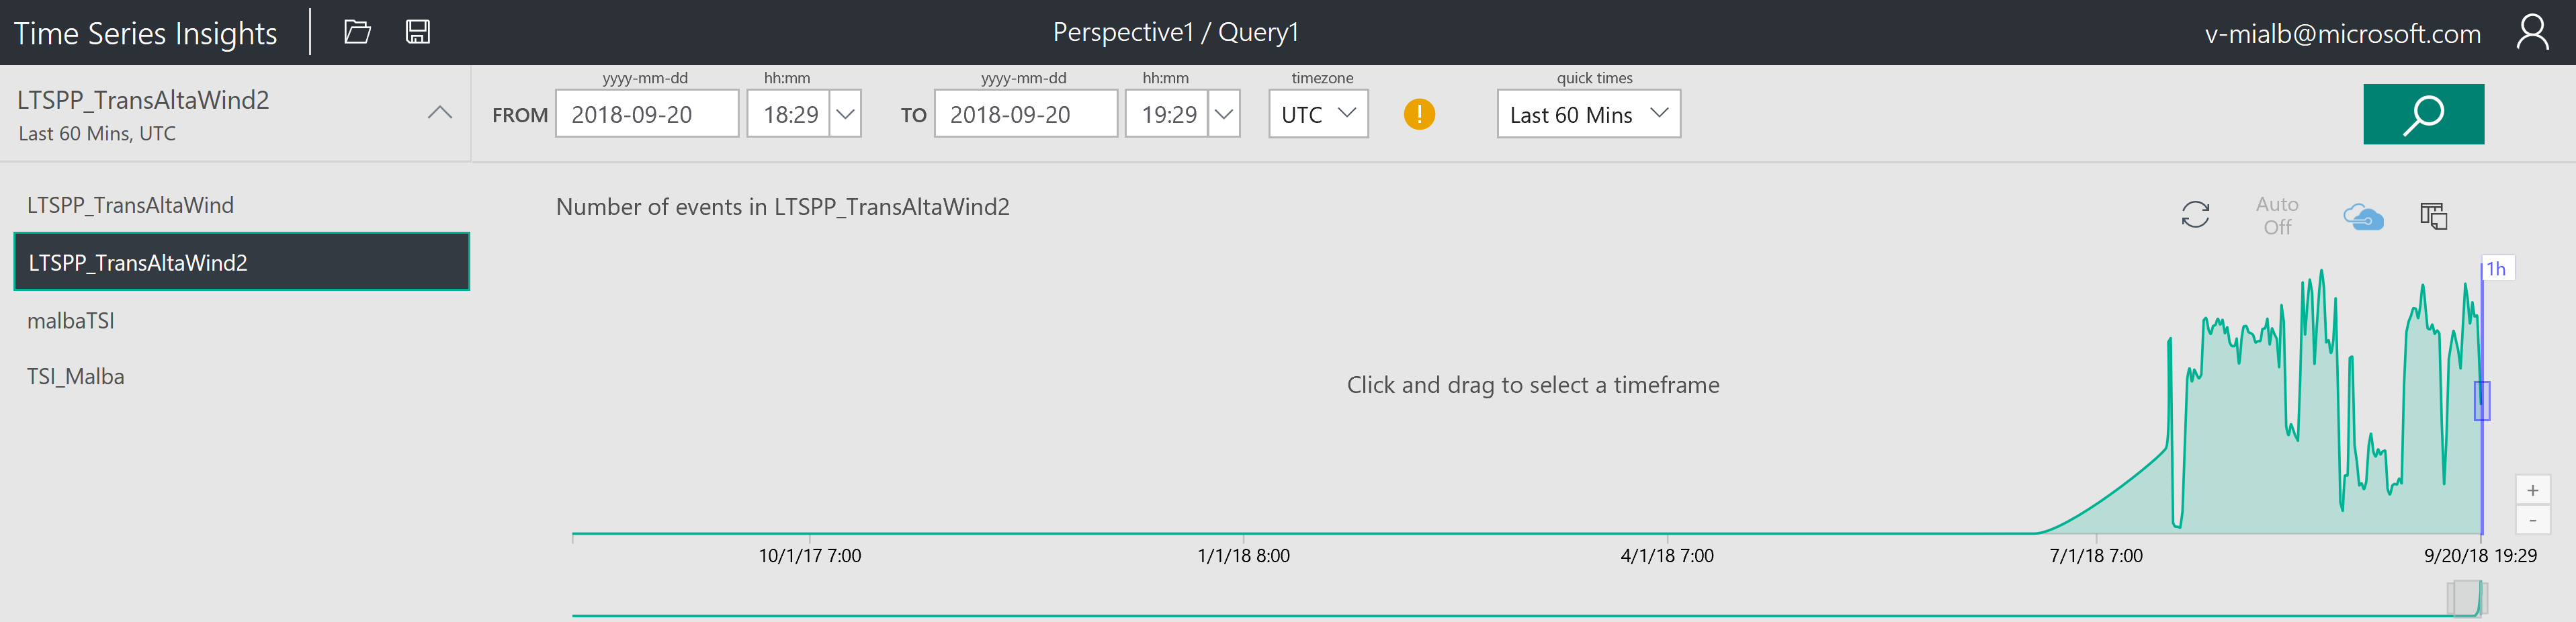 Time Series Insights
Perspective1 / Query1
v-mialb@microsoft.com
LTSPP_TransAltaWind2
Last 60 Mins, UTC
yyyy-mm-dd hh:mm yyyy-mm-dd hh:mm timezone quick times
FROM 2018-09-20 18:29 TO 2018-09-20 19:29 UTC ! Last 60 Mins
LTSPP_TransAltaWind
LTSPP_TransAltaWind2
malbaTSI
TSI_Malba
Number of events in LTSPP_TransAltaWind2
Auto
Off
1h
Click and drag to select a timeframe
+
-
10/1/17 7:00 1/1/18 8:00 4/1/18 7:00 7/1/18 7:00 9/20/18 19:29